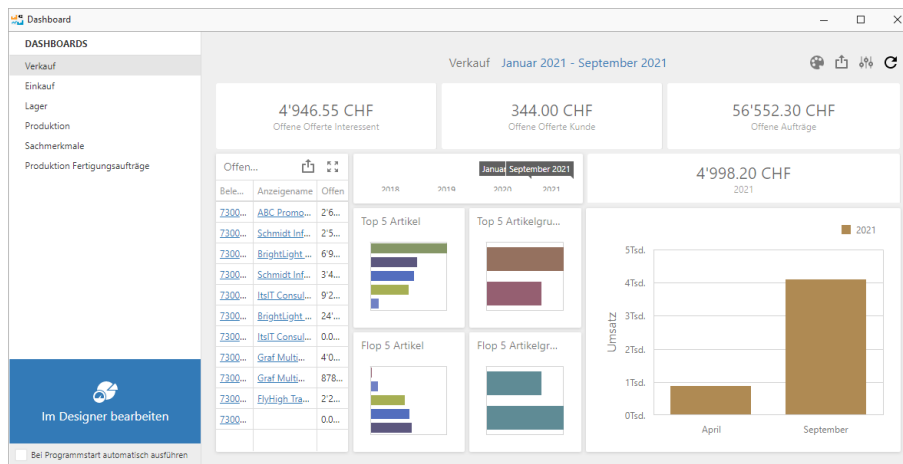 Dashboard
DASHBOARDS
Verkauf
Einkauf
Lager
Produktion
Sachmerkmale
Produktion Fertigungsaufträge
Im Designer bearbeiten
Bei Programmstart automatisch ausführen
Verkauf Januar 2021 - September 2021
4'946.55 CHF
Offene Offerte Interessent
344.00 CHF
Offene Offerte Kunde
56'552.30 CHF
Offene Aufträge
Offen...
Bele... Anzeigename Offen
7300... ABC Promo... 2'6...
7300... Schmidt Inf... 2'5...
7300... BrightLight ... 6'9...
7300... Schmidt Inf... 3'4...
7300... ItsIT Consul... 9'2...
7300... BrightLight ... 24'...
7300... ItsIT Consul... 0.0...
7300... Graf Multi... 4'0...
7300... Graf Multi... 878...
7300... FlyHigh Tra... 2'2...
7300... 0.0...
Januar September 2021
2018 2019 2020 2021
Top 5 Artikel
Top 5 Artikelgru...
Flop 5 Artikel
Flop 5 Artikelgr...
4'998.20 CHF
2021
2021
5Tsd.
4Tsd.
3Tsd.
2Tsd.
1Tsd.
0Tsd.
Umsatz
April September